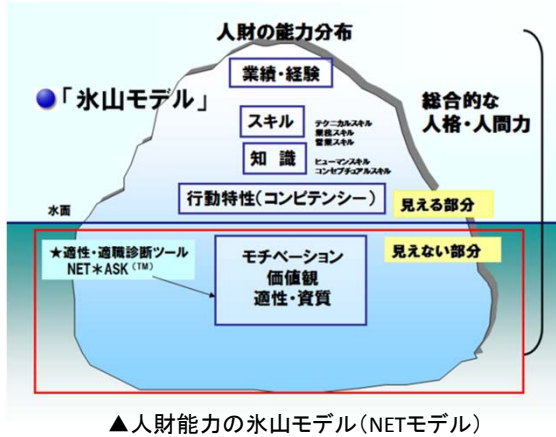 人財の能力分布
●「氷山モデル」
業績・経験
スキル
テクニカルスキル
業務スキル
営業スキル
知 識
ヒューマンスキル
コンセプチュアルスキル
総合的な
人格・人間力
行動特性（コンピテンシー）
見える部分
水面
★適性・適職診断ツール
NET＊ASK（TM）
モチベーション
価値観
適性・資質
見えない部分
▲人財能力の氷山モデル（NETモデル）